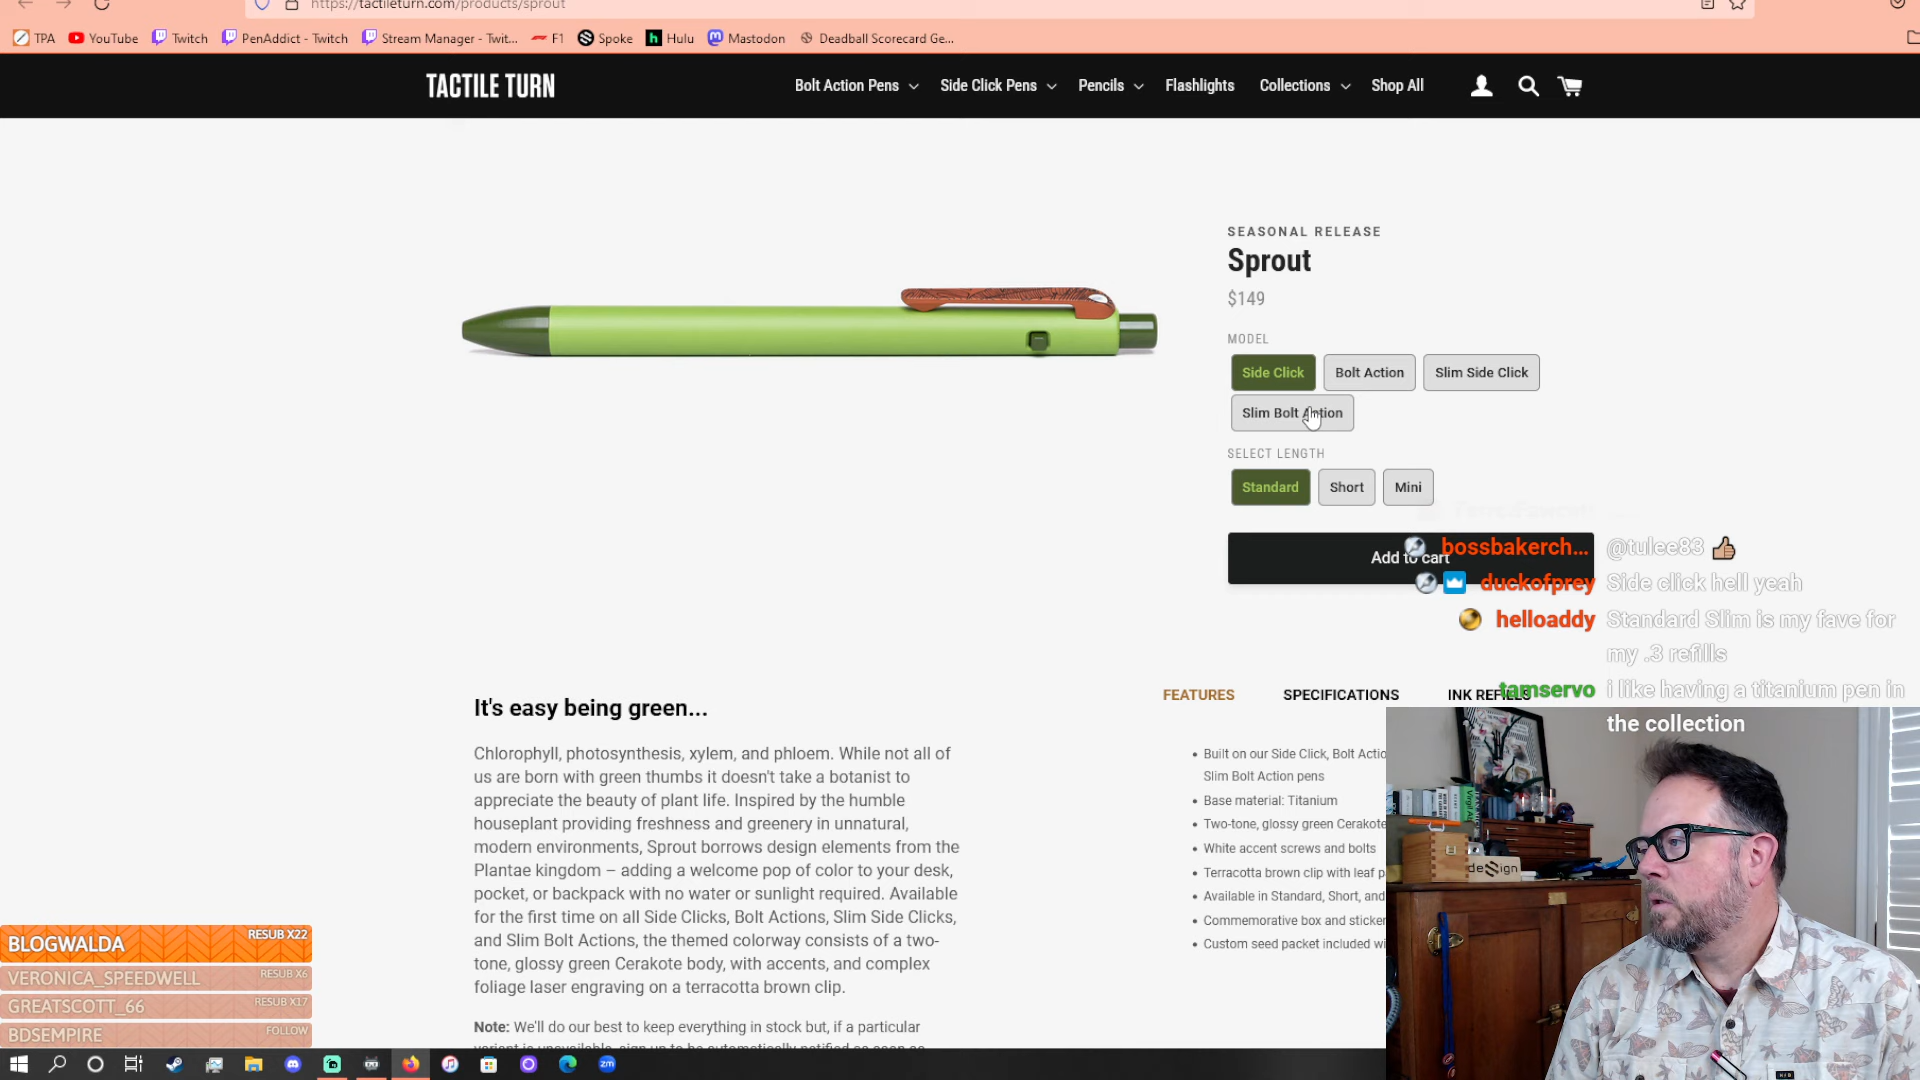 https://tactileturn.com/products/sprout
TPA YouTube Twitch PenAddict - Twitch Stream Manager - Twit... F1 Spoke Hulu Mastodon Deadball Scorecard Ge...
TACTILE TURN Bolt Action Pens Side Click Pens Pencils Flashlights Collections Shop All
SEASONAL RELEASE
Sprout
$149
MODEL
Side Click Bolt Action Slim Side Click
Slim Bolt Action
SELECT LENGTH
Standard Short Mini
Add to cart
bossbakerch... @tulee83
duckofprey Side click hell yeah
helloaddy Standard Slim is my fave for
my .3 refills
tamservo i like having a titanium pen in
the collection
FEATURES SPECIFICATIONS INK REFILLS
It's easy being green...
Chlorophyll, photosynthesis, xylem, and phloem. While not all of
us are born with green thumbs it doesn't take a botanist to
appreciate the beauty of plant life. Inspired by the humble
houseplant providing freshness and greenery in unnatural,
modern environments, Sprout borrows design elements from the
Plantae kingdom – adding a welcome pop of color to your desk,
pocket, or backpack with no water or sunlight required. Available
for the first time on all Side Clicks, Bolt Actions, Slim Side Clicks,
and Slim Bolt Actions, the themed colorway consists of a two-
tone, glossy green Cerakote body, with accents, and complex
foliage laser engraving on a terracotta brown clip.
Note: We'll do our best to keep everything in stock but, if a particular
variant is unavailable, sign up to be automatically notified as soon as
• Built on our Side Click, Bolt Actio
Slim Bolt Action pens
• Base material: Titanium
• Two-tone, glossy green Cerakote
• White accent screws and bolts
• Terracotta brown clip with leaf p
• Available in Standard, Short, and
• Commemorative box and sticker
• Custom seed packet included wi
BLOGWALDA RESUB X22
VERONICA_SPEEDWELL RESUB X6
GREATSCOTT_66 RESUB X17
BDSEMPIRE FOLLOW
zm